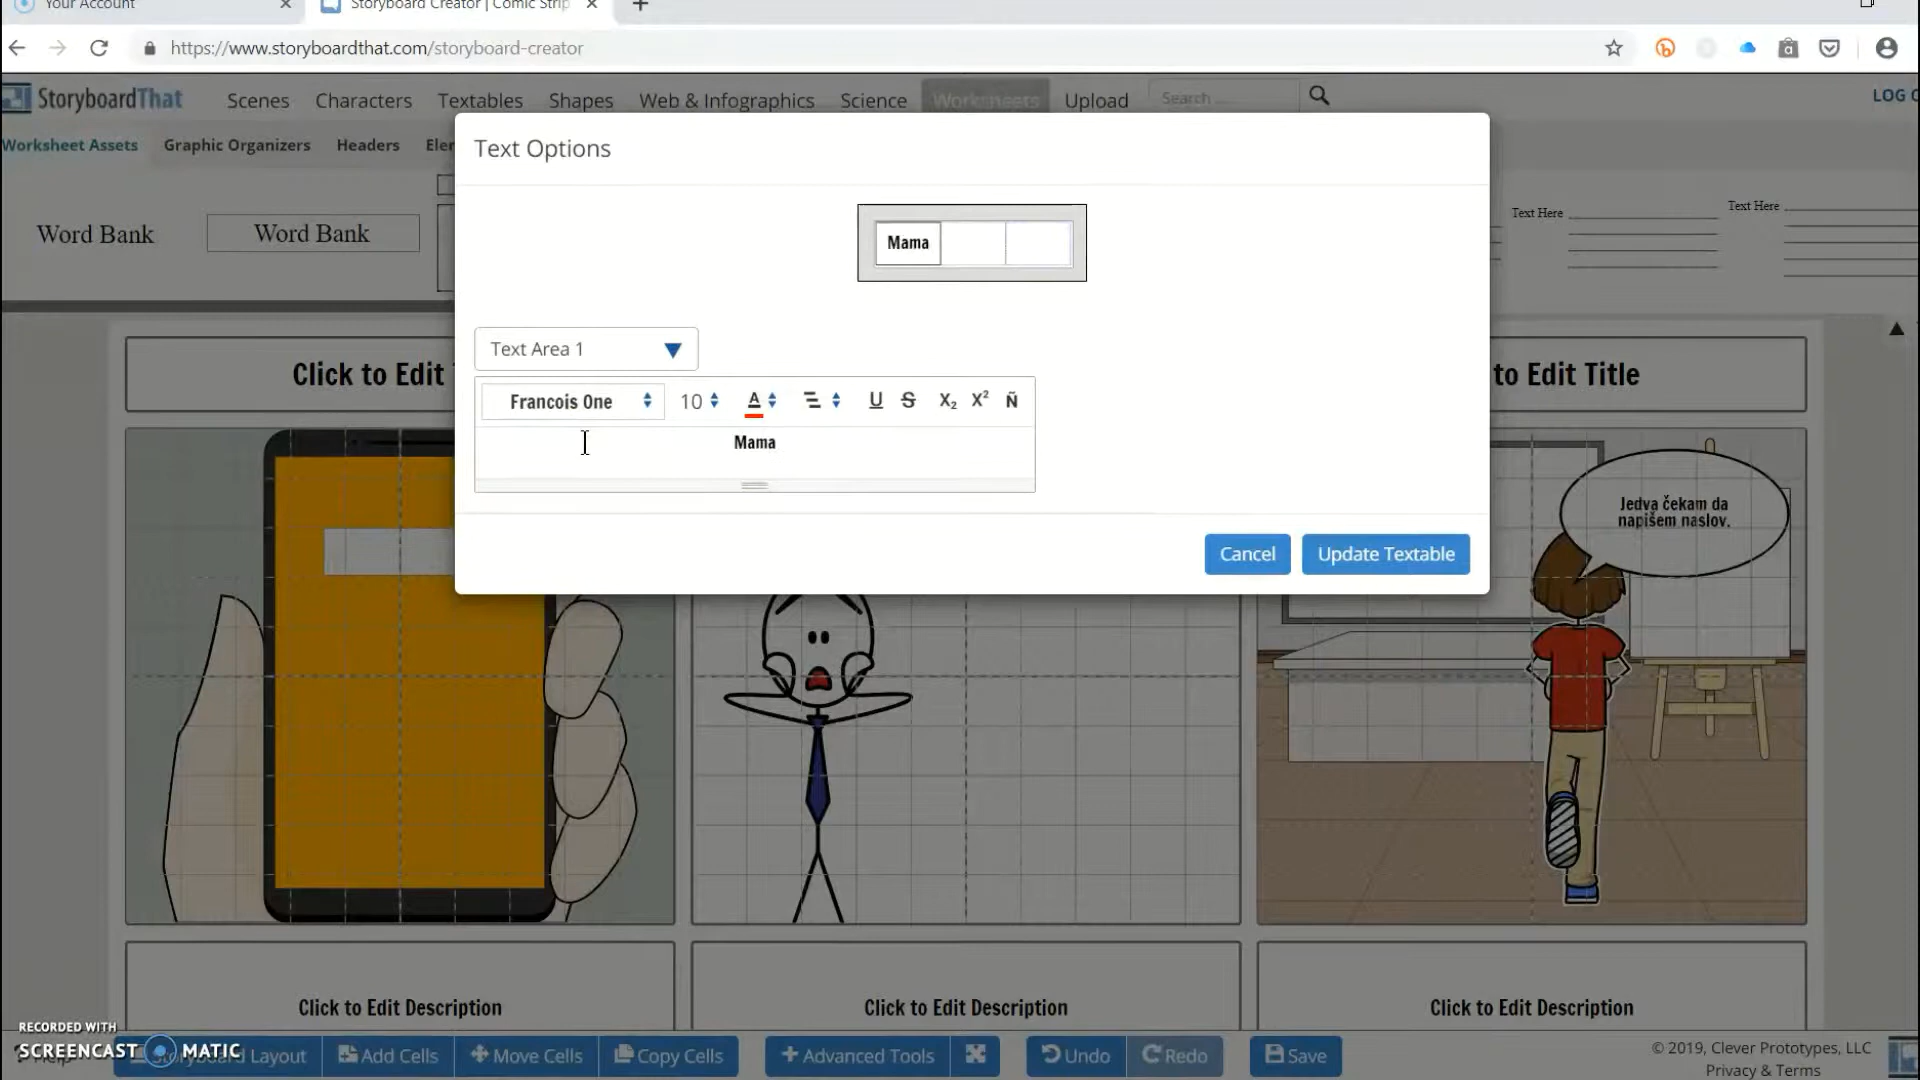 Your Account
Storyboard Creator | Comic Strip
https://www.storyboardthat.com/storyboard-creator
StoryboardThat
Scenes
Characters
Textables
Shapes
Web & Infographics
Science
Worksheets
Upload
Search ...
LOG
Worksheet Assets
Graphic Organizers
Headers
Word Bank
Word Bank
Text Here
Text Here
Text Options
Mama
Text Area 1
Francois One
10
A
U
S
X₂
X²
Ñ
Mama
Cancel
Update Textable
Click to Edit
to Edit Title
Jedva čekam da
napišem naslov.
Click to Edit Description
Click to Edit Description
Click to Edit Description
RECORDED WITH
SCREENCAST MATIC
Layout
Add Cells
Move Cells
Copy Cells
Advanced Tools
Undo
Redo
Save
© 2019, Clever Prototypes, LLC
Privacy & Terms